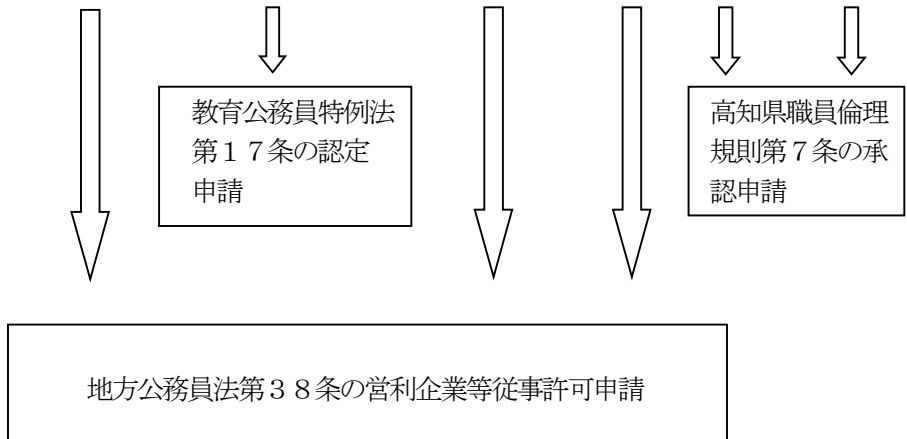 教育公務員特例法
第１７条の認定
申請
高知県職員倫理
規則第７条の承
認申請
地方公務員法第３８条の営利企業等従事許可申請